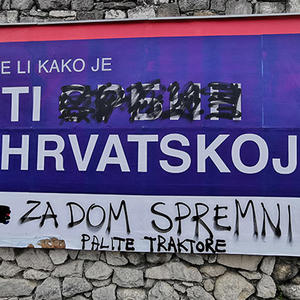 E LI KAKO JE
TI
HRVATSKOJ
ZA DOM SPREMNI
PALITE TRAKTORE